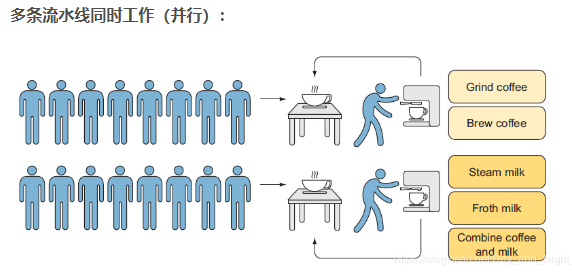 多条流水线同时工作（并行）：
Grind coffee
Brew coffee
Steam milk
Froth milk
Combine coffee
and milk